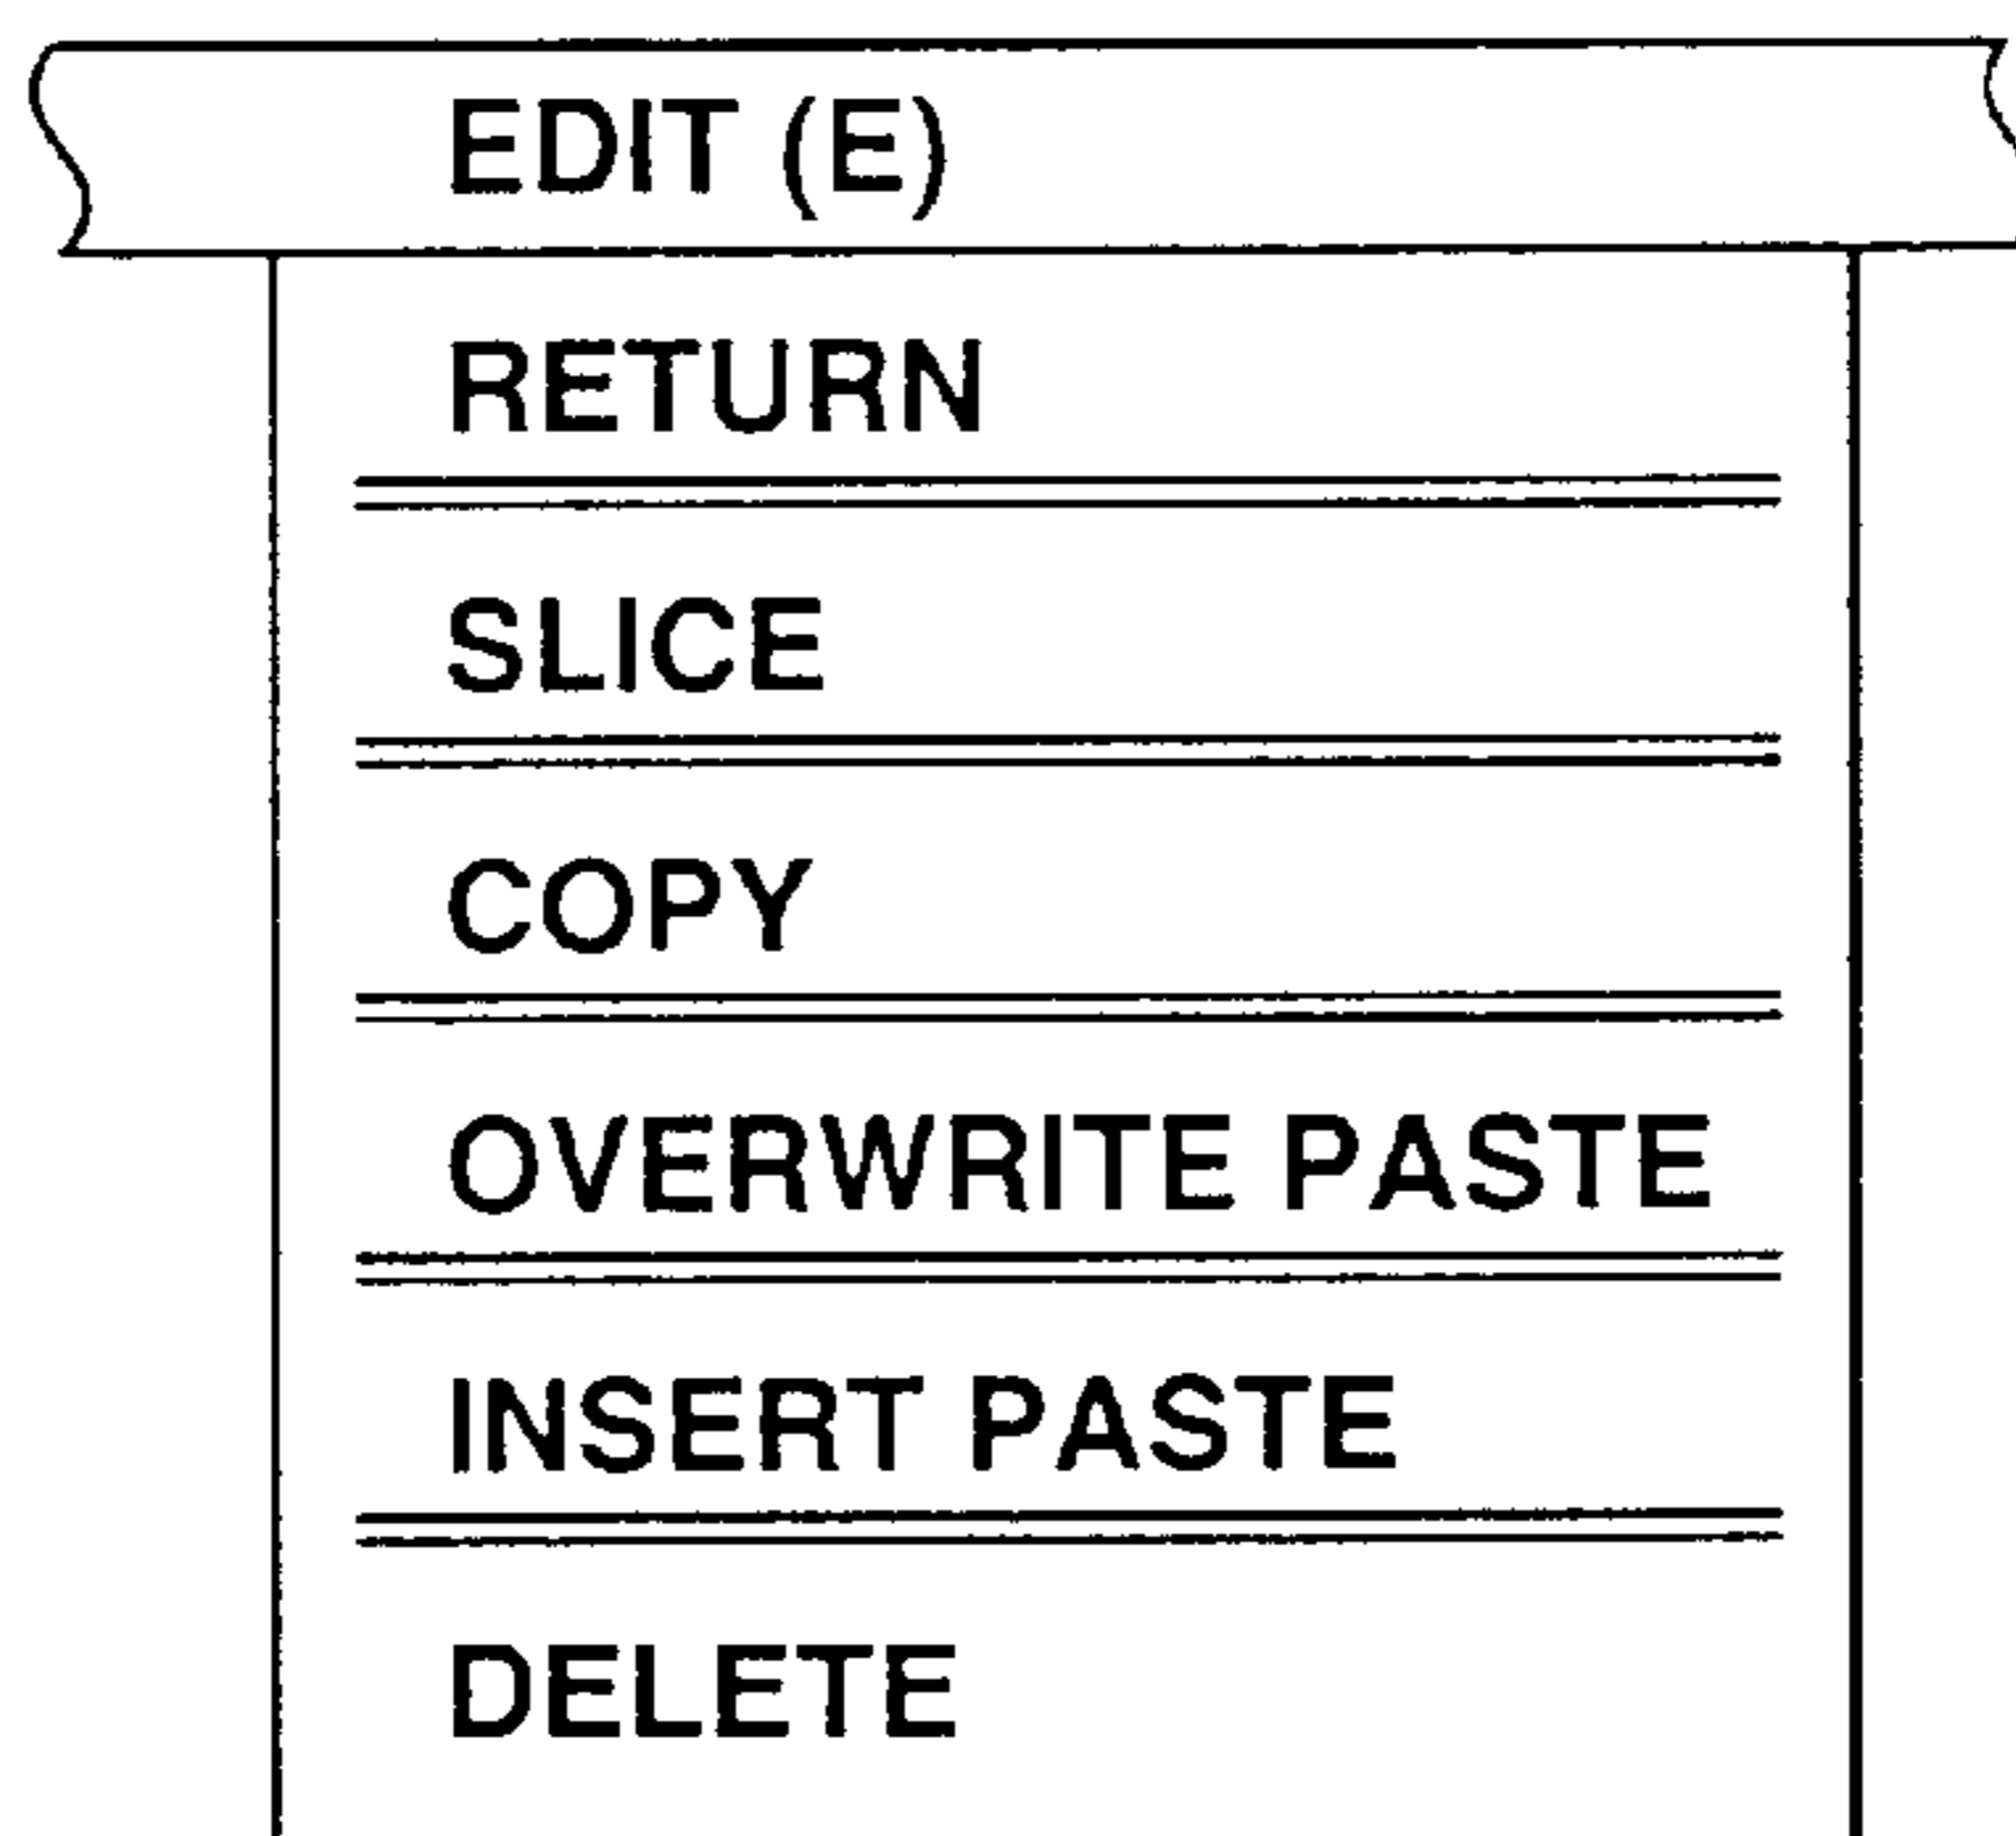 EDIT (E)
RETURN
SLICE
COPY
OVERWRITE PASTE
INSERT PASTE
DELETE